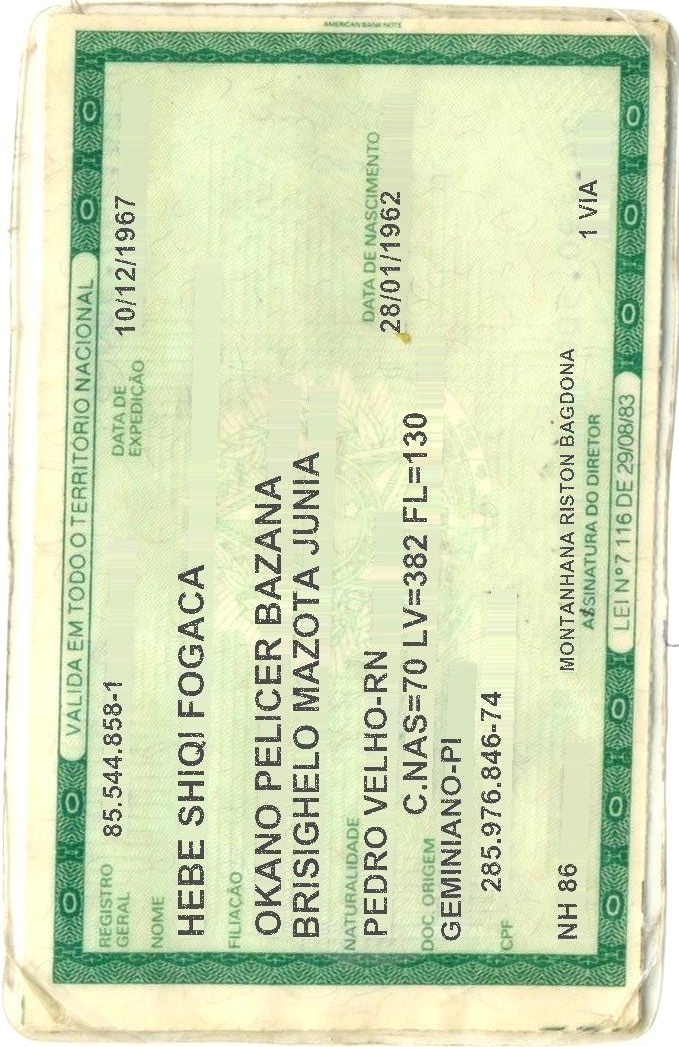 AMERICAN BANK NOTE
VALIDA EM TODO O TERRITÓRIO NACIONAL
REGISTRO GERAL 85.544.858-1 DATA DE EXPEDIÇÃO 10/12/1967
NOME
HEBE SHIQI FOGACA
FILIAÇÃO
OKANO PELICER BAZANA
BRISIGHELO MAZOTA JUNIA
NATURALIDADE DATA DE NASCIMENTO
PEDRO VELHO-RN 28/01/1962
DOC. ORIGEM C.NAS=70 LV=382 FL=130
GEMINIANO-PI
CPF 285.976.846-74
NH 86 MONTANHANA RISTON BAGDONA 1 VIA
ASSINATURA DO DIRETOR
LEI Nº 7 116 DE 29/08/83